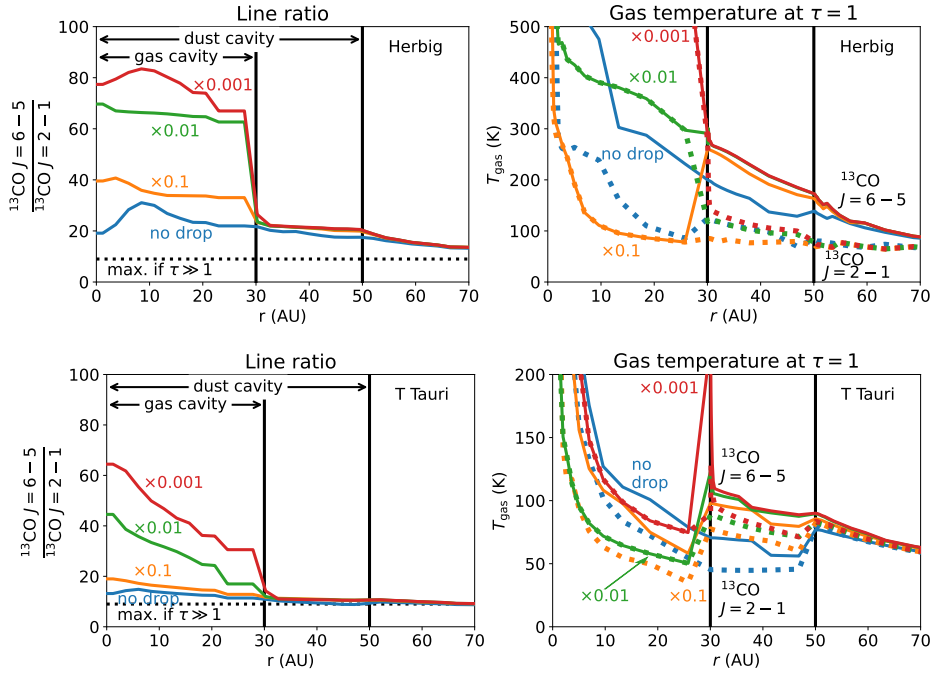 Line ratio
100
80
60
40
20
0
0 10 20 30 40 50 60 70
r (AU)
¹³CO J = 6 − 5
¹³CO J = 2 − 1
dust cavity
gas cavity
Herbig
×0.001
×0.01
×0.1
no drop
max. if τ ≫ 1
Gas temperature at τ = 1
500
400
300
200
100
0
0 10 20 30 40 50 60 70
r (AU)
T_gas (K)
×0.001
Herbig
×0.01
no drop
¹³CO
J = 6 − 5
×0.1
¹³CO
J = 2 − 1
Line ratio
100
80
60
40
20
0
0 10 20 30 40 50 60 70
r (AU)
¹³CO J = 6 − 5
¹³CO J = 2 − 1
dust cavity
gas cavity
T Tauri
×0.001
×0.01
×0.1
no drop
max. if τ ≫ 1
Gas temperature at τ = 1
200
150
100
50
0
0 10 20 30 40 50 60 70
r (AU)
T_gas (K)
×0.001
T Tauri
no
drop
¹³CO
J = 6 − 5
×0.01
×0.1
¹³CO
J = 2 − 1